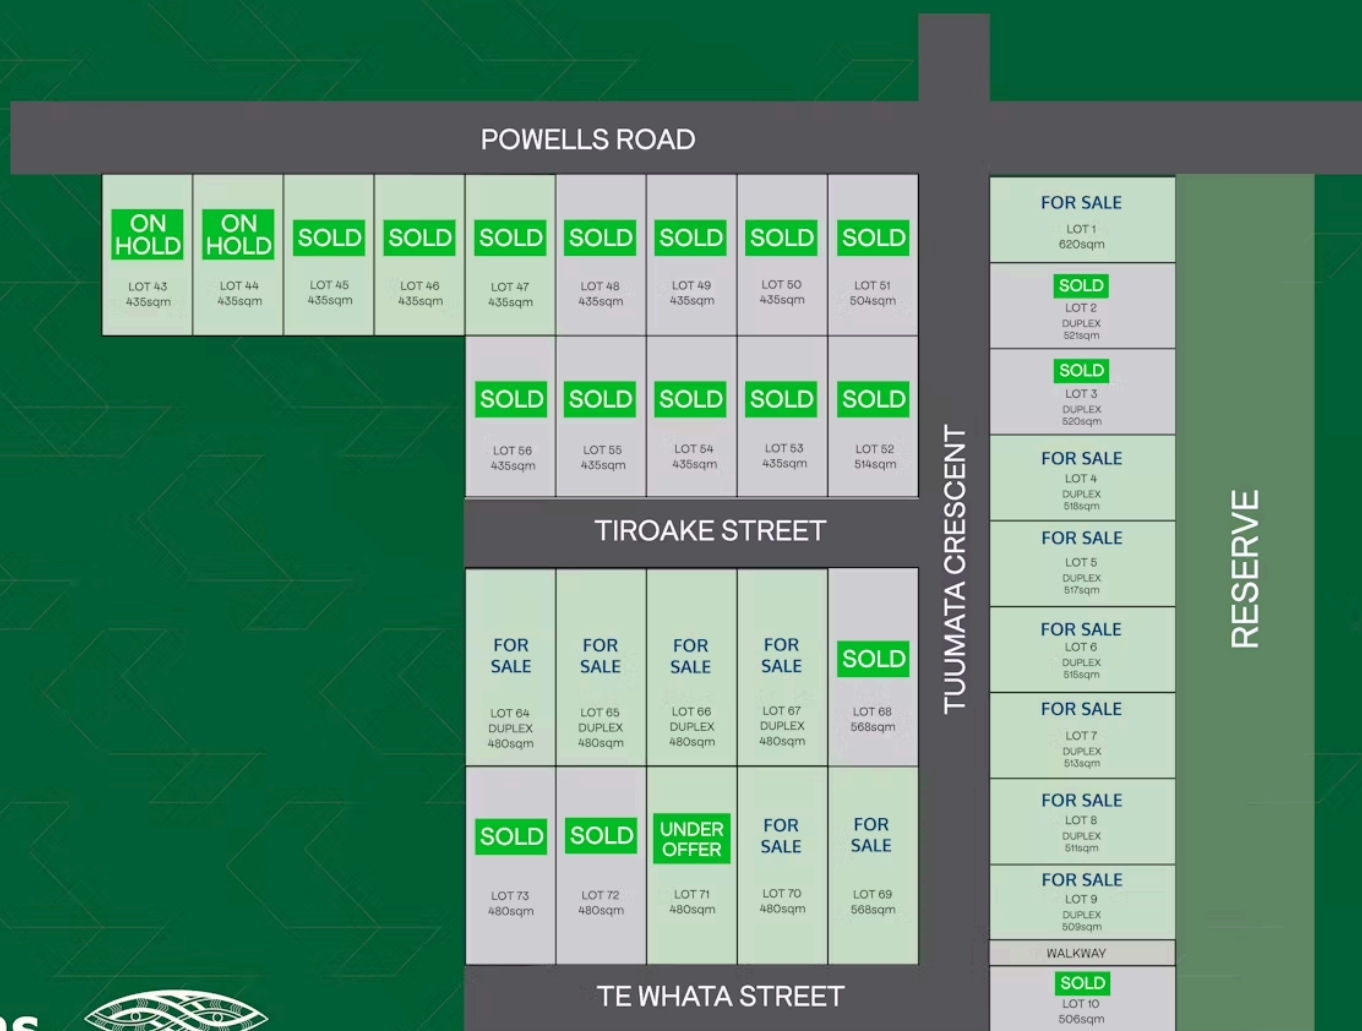 POWELLS ROAD
ON
HOLD
LOT 43
435sqm
ON
HOLD
LOT 44
435sqm
SOLD
LOT 45
435sqm
SOLD
LOT 46
435sqm
SOLD
LOT 47
435sqm
SOLD
LOT 48
435sqm
SOLD
LOT 49
435sqm
SOLD
LOT 50
435sqm
SOLD
LOT 51
504sqm
SOLD
LOT 56
435sqm
SOLD
LOT 55
435sqm
SOLD
LOT 54
435sqm
SOLD
LOT 53
435sqm
SOLD
LOT 52
514sqm
TIROAKE STREET
FOR
SALE
LOT 64
DUPLEX
480sqm
FOR
SALE
LOT 65
DUPLEX
480sqm
FOR
SALE
LOT 66
DUPLEX
480sqm
FOR
SALE
LOT 67
DUPLEX
480sqm
SOLD
LOT 68
568sqm
SOLD
LOT 73
480sqm
SOLD
LOT 72
480sqm
UNDER
OFFER
LOT 71
480sqm
FOR
SALE
LOT 70
480sqm
FOR
SALE
LOT 69
568sqm
TE WHATA STREET
TUUMATA CRESCENT
FOR SALE
LOT 1
620sqm
SOLD
LOT 2
DUPLEX
521sqm
SOLD
LOT 3
DUPLEX
520sqm
FOR SALE
LOT 4
DUPLEX
518sqm
FOR SALE
LOT 5
DUPLEX
517sqm
FOR SALE
LOT 6
DUPLEX
515sqm
FOR SALE
LOT 7
DUPLEX
513sqm
FOR SALE
LOT 8
DUPLEX
511sqm
FOR SALE
LOT 9
DUPLEX
509sqm
WALKWAY
SOLD
LOT 10
506sqm
RESERVE